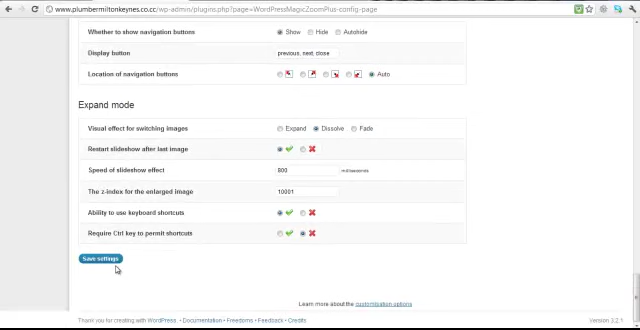 www.plumbermiltonkeynes.co.cc/wp-admin/plugins.php?page=WordPressMagicZoomPlus-config-page
Whether to show navigation buttons Show Hide Autohide
Display button previous, next, close
Location of navigation buttons Auto
Expand mode
Visual effect for switching images Expand Dissolve Fade
Restart slideshow after last image
Speed of slideshow effect 800 milliseconds
The z-index for the enlarged image 10001
Ability to use keyboard shortcuts
Require Ctrl key to permit shortcuts
Save settings
Learn more about the customisation options
Thank you for creating with WordPress. • Documentation • Freedoms • Feedback • Credits Version 3.2.1